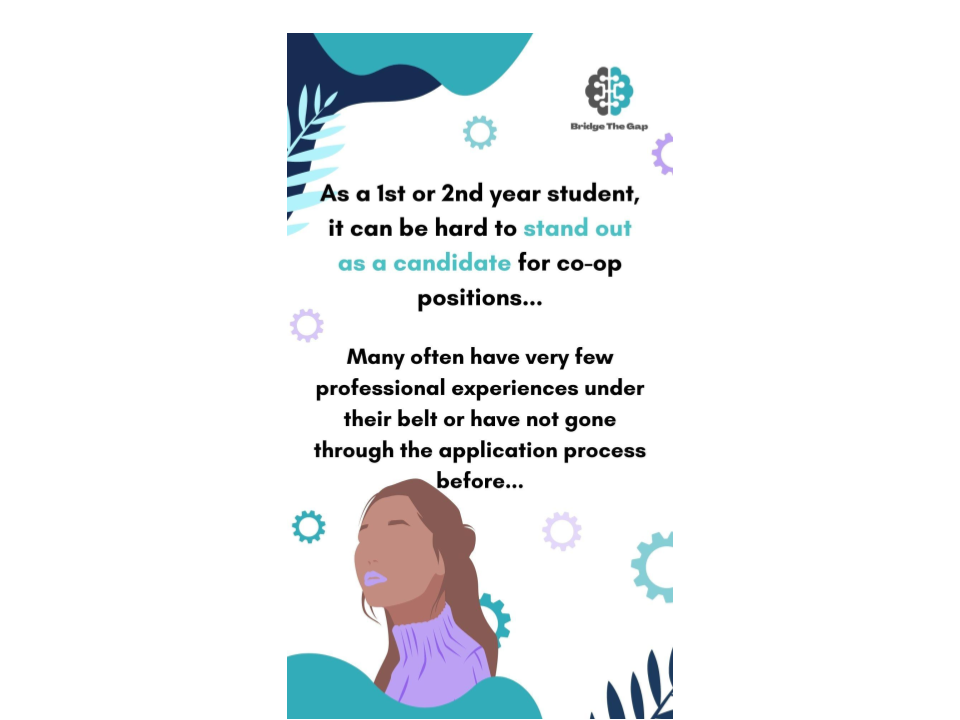 Bridge The Gap
As a 1st or 2nd year student,
it can be hard to stand out
as a candidate for co-op
positions...
Many often have very few
professional experiences under
their belt or have not gone
through the application process
before...